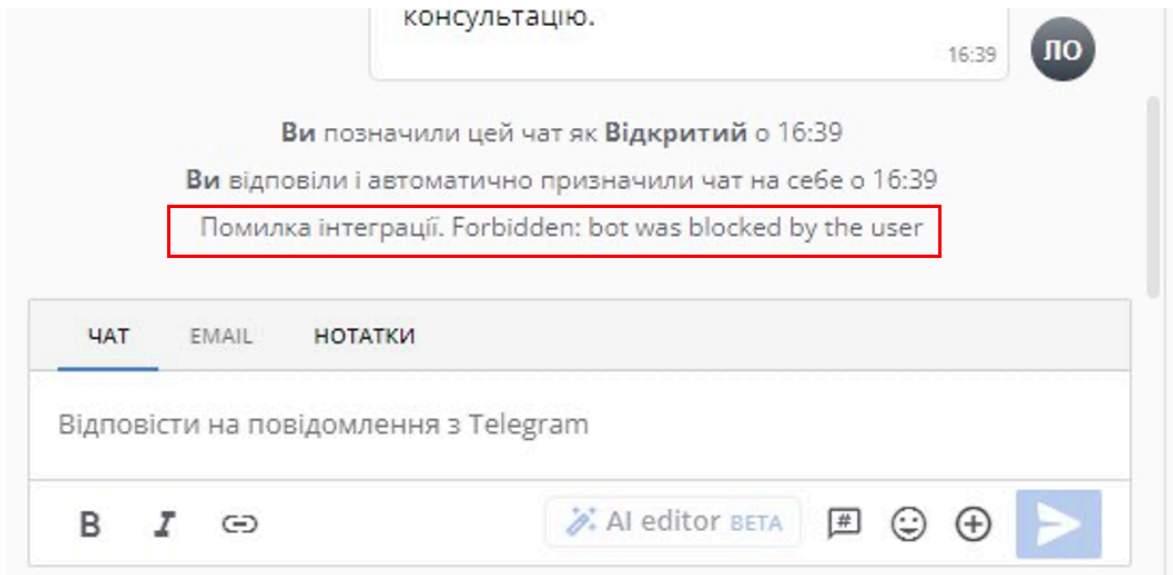 консультацію.
16:39
ЛО
Ви позначили цей чат як Відкритий о 16:39
Ви відповіли і автоматично призначили чат на себе о 16:39
Помилка інтеграції. Forbidden: bot was blocked by the user
ЧАТ EMAIL НОТАТКИ
Відповісти на повідомлення з Telegram
B I AI editor BETA #